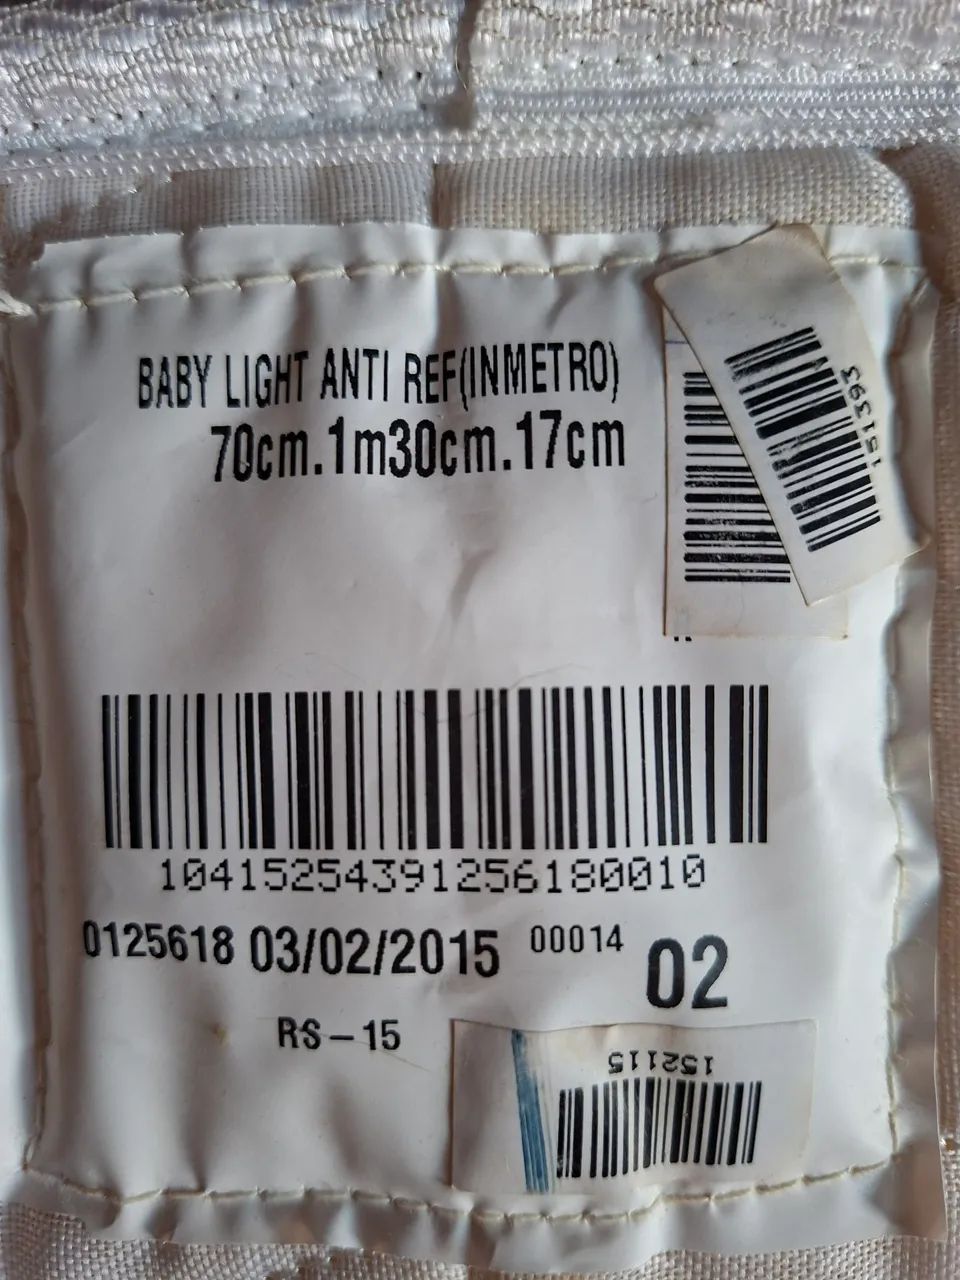 BABY LIGHT ANTI REF(INMETRO)
70cm.1m30cm.17cm
151393
10415254391256180010
0125618 03/02/2015 00014 02
RS-15
152115